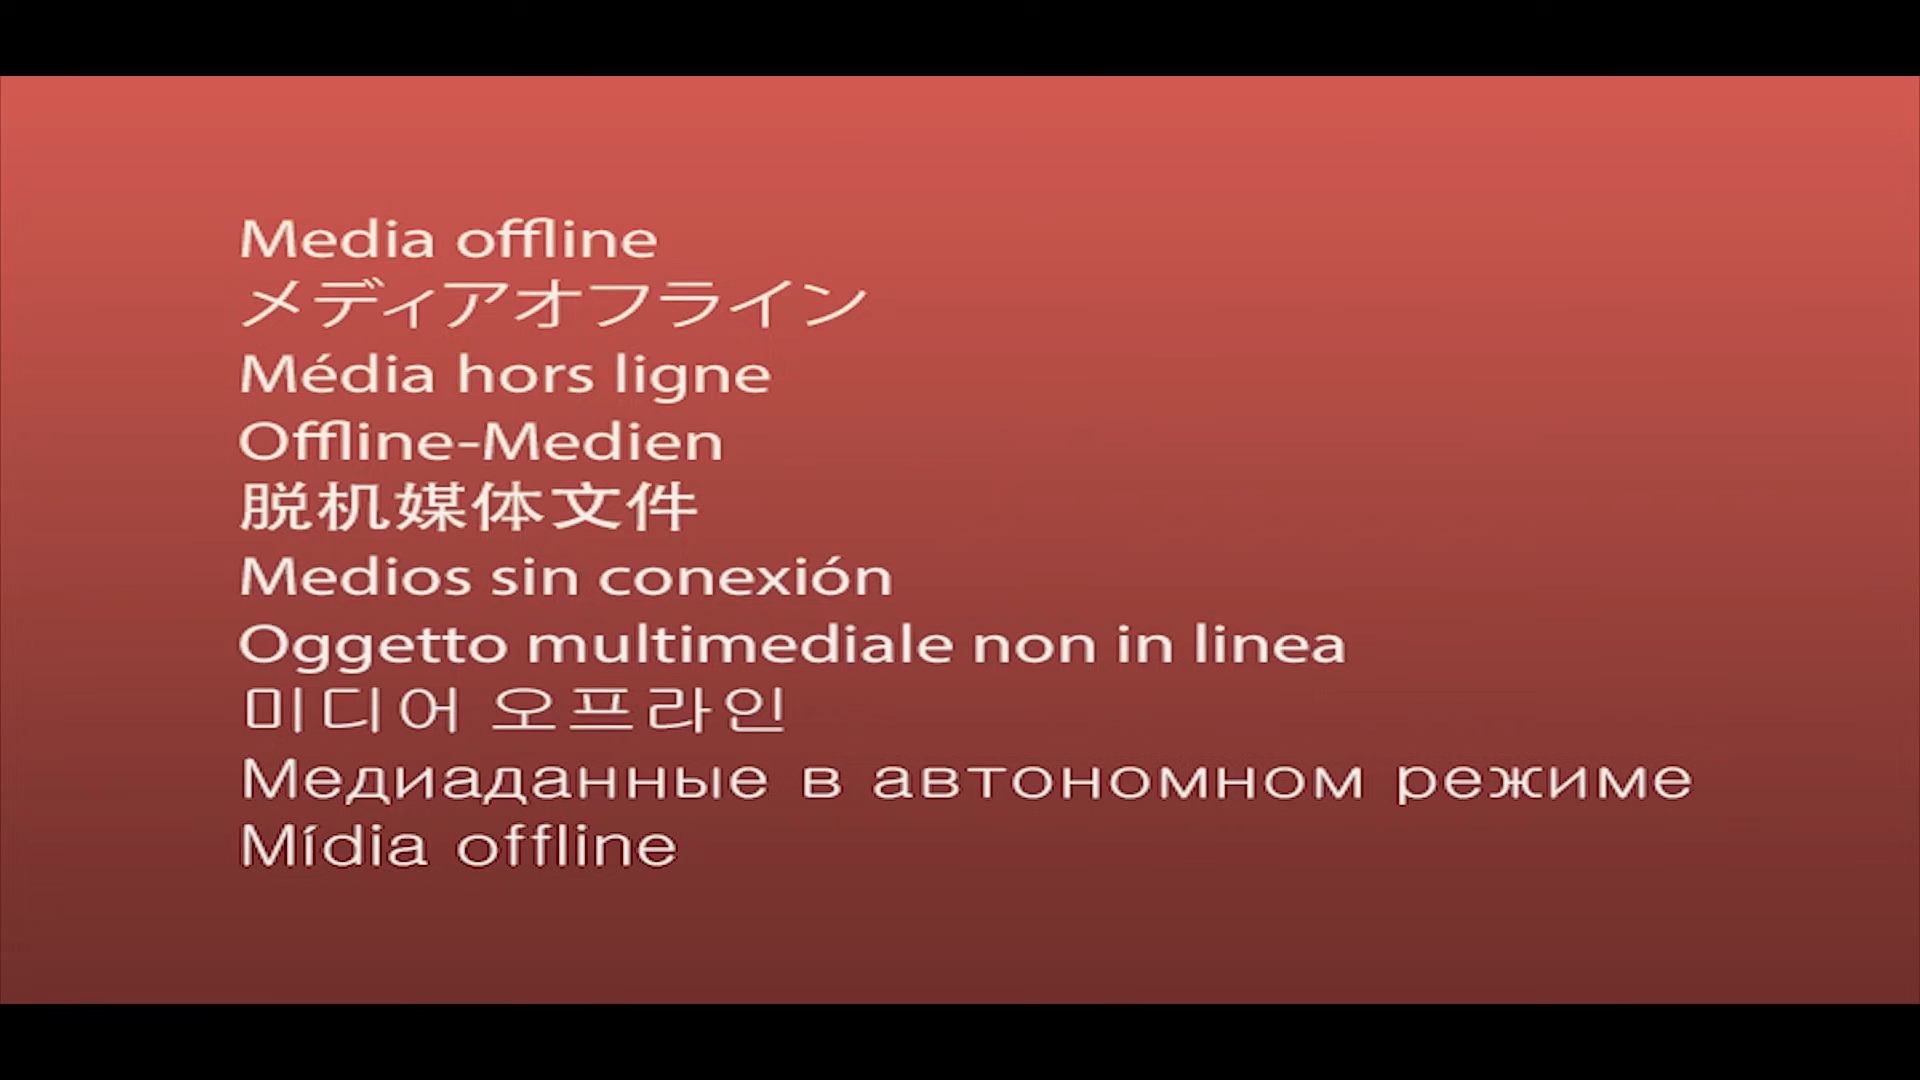 Media offline
メディアオフライン
Média hors ligne
Offline-Medien
脱机媒体文件
Medios sin conexión
Oggetto multimediale non in linea
미디어 오프라인
Медиаданные в автономном режиме
Mídia offline